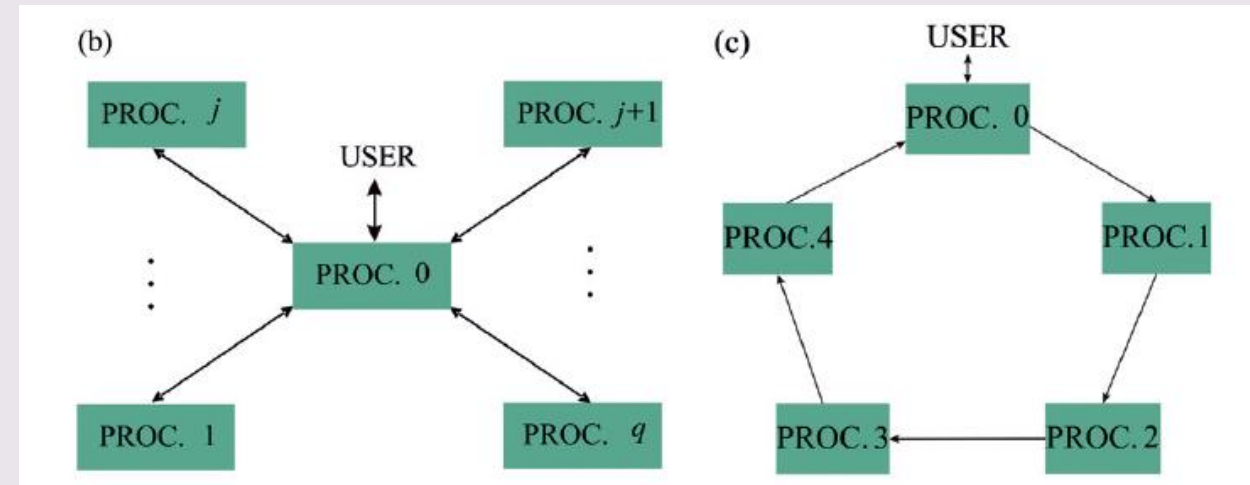 (b)
PROC. j
PROC. j+1
USER
PROC. 0
PROC. 1
PROC. q
(c)
USER
PROC. 0
PROC.4
PROC.1
PROC.3
PROC.2